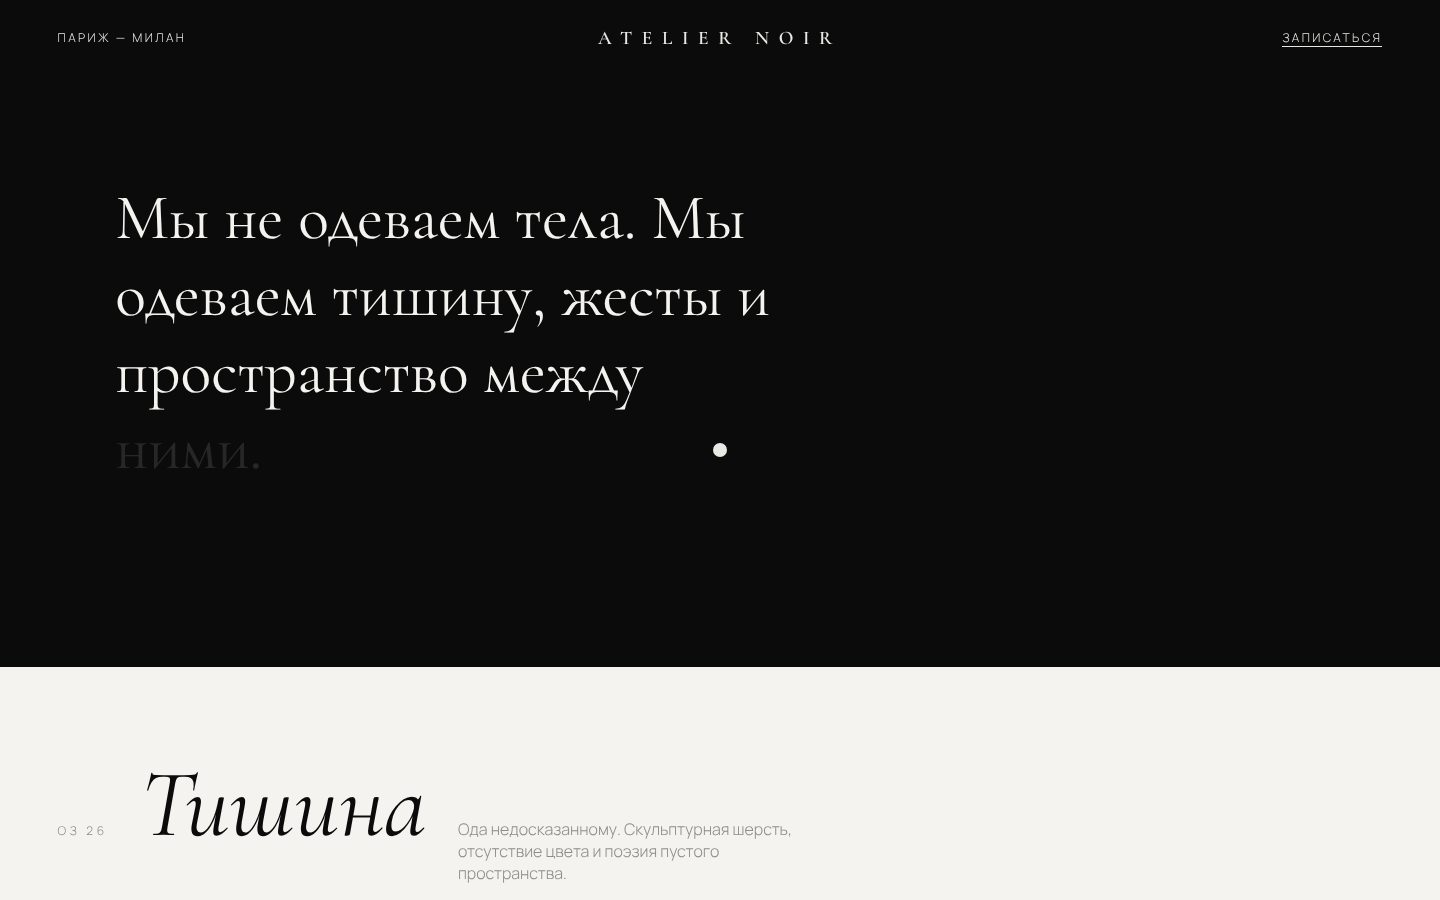 ПАРИЖ — МИЛАН
ATELIER NOIR
ЗАПИСАТЬСЯ
Мы не одеваем тела. Мы
одеваем тишину, жесты и
пространство между
ними.
ОЗ 26
Тишина
Ода недосказанному. Скульптурная шерсть,
отсутствие цвета и поэзия пустого
пространства.